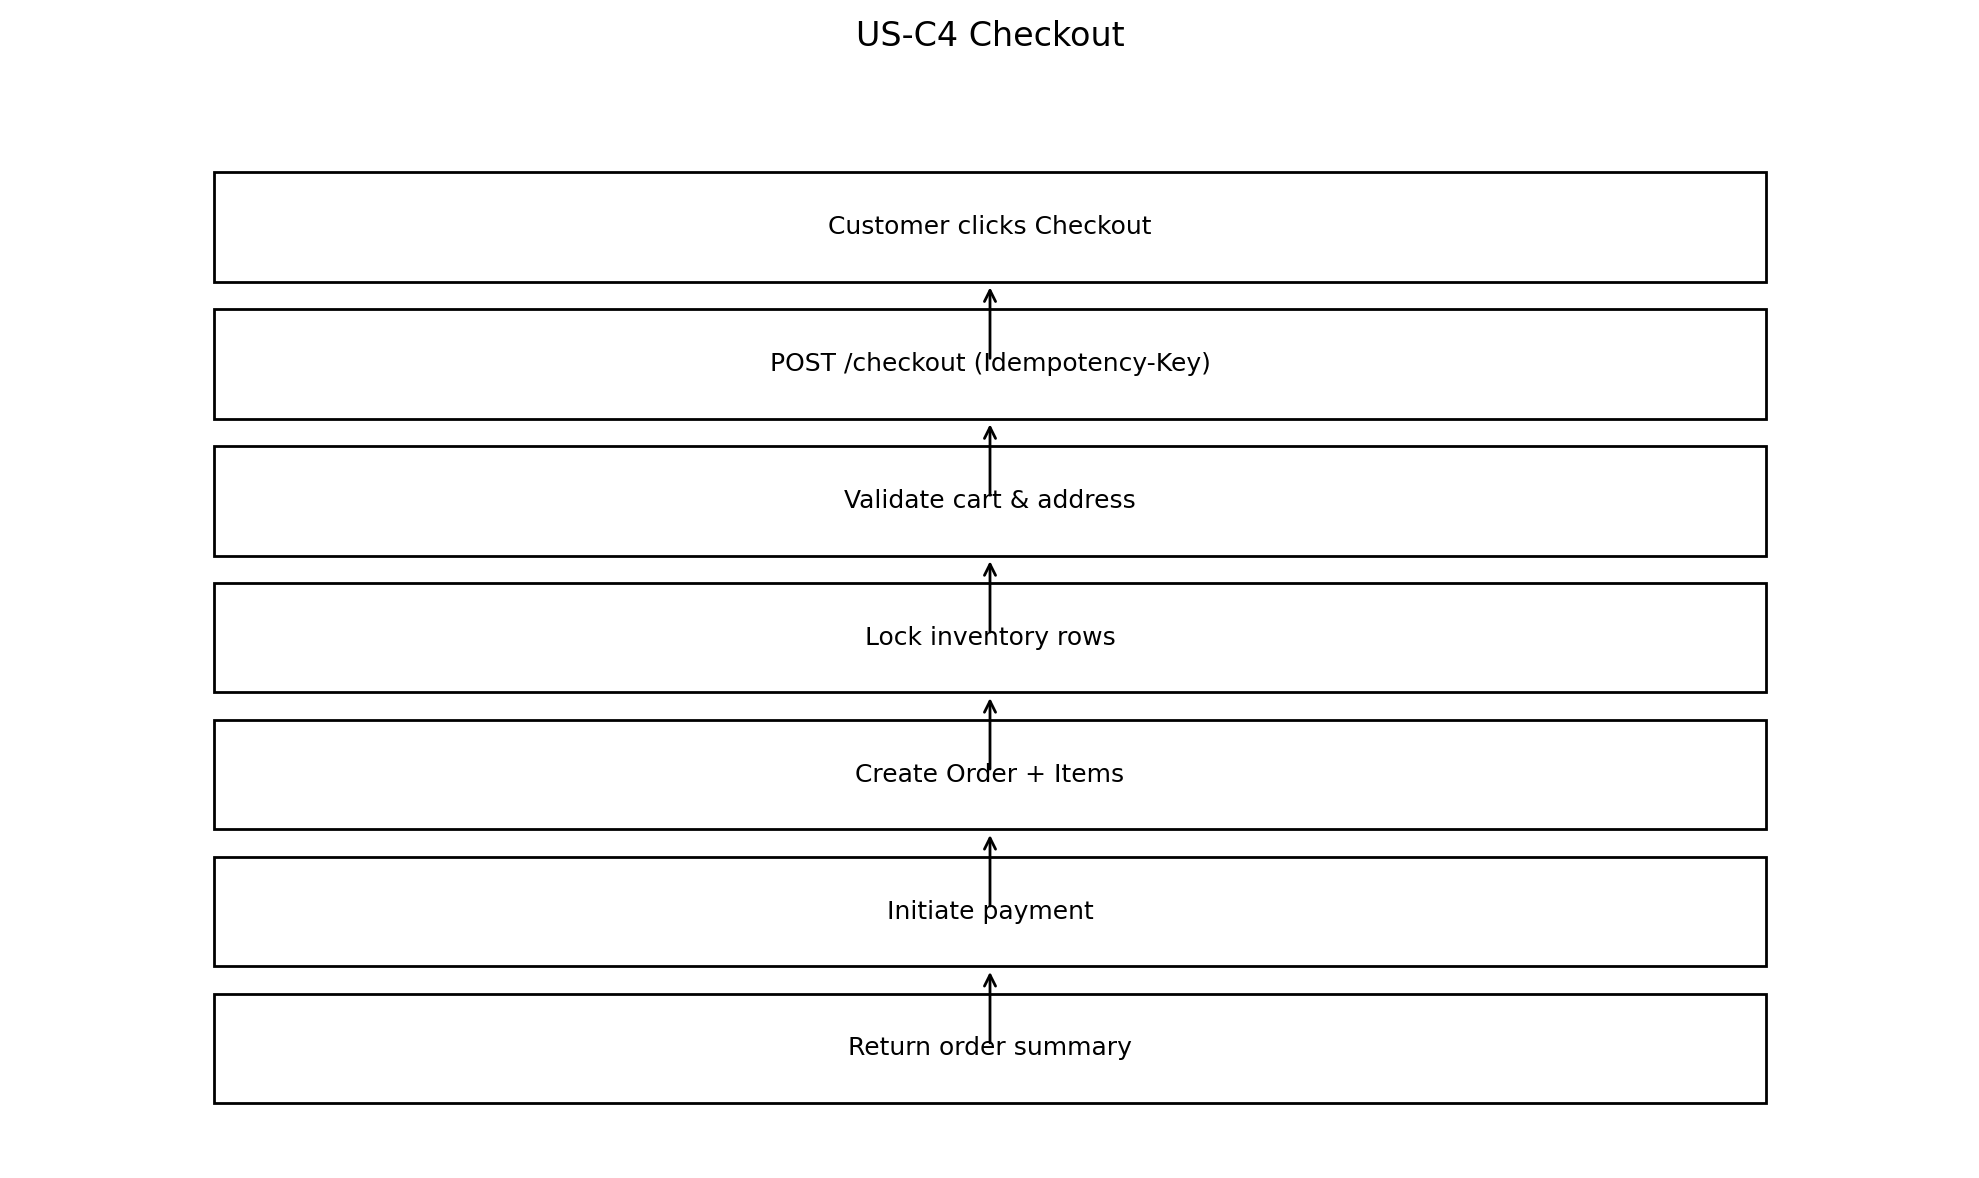 US-C4 Checkout
Customer clicks Checkout
POST /checkout (Idempotency-Key)
Validate cart & address
Lock inventory rows
Create Order + Items
Initiate payment
Return order summary